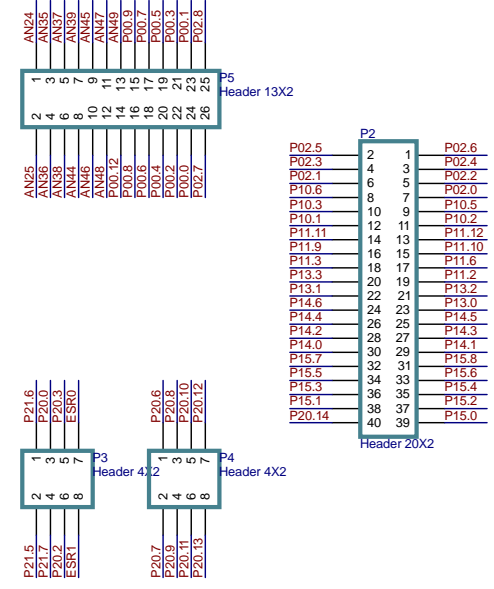 AN24 AN35 AN37 AN39 AN45 AN47 AN49 P00.9 P00.7 P00.5 P00.3 P00.1 P02.8
1 3 5 7 9 11 13 15 17 19 21 23 25
P5
Header 13X2
2 4 6 8 10 12 14 16 18 20 22 24 26
AN25 AN36 AN38 AN44 AN46 AN48 P00.12 P00.8 P00.6 P00.4 P00.2 P00.0 P02.7
P2
P02.5 2 1 P02.6
P02.3 4 3 P02.4
P02.1 6 5 P02.2
P10.6 8 7 P02.0
P10.3 10 9 P10.5
P10.1 12 11 P10.2
P11.11 14 13 P11.12
P11.9 16 15 P11.10
P11.3 18 17 P11.6
P13.3 20 19 P11.2
P13.1 22 21 P13.2
P14.6 24 23 P13.0
P14.4 26 25 P14.5
P14.2 28 27 P14.3
P14.0 30 29 P14.1
P15.7 32 31 P15.8
P15.5 34 33 P15.6
P15.3 36 35 P15.4
P15.1 38 37 P15.2
P20.14 40 39 P15.0
Header 20X2
P21.6 P20.0 P20.3 ESR0
1 3 5 7
P3
Header 4X2
2 4 6 8
P21.5 P21.7 P20.2 ESR1
P20.6 P20.8 P20.10 P20.12
1 3 5 7
P4
Header 4X2
2 4 6 8
P20.7 P20.9 P20.11 P20.13